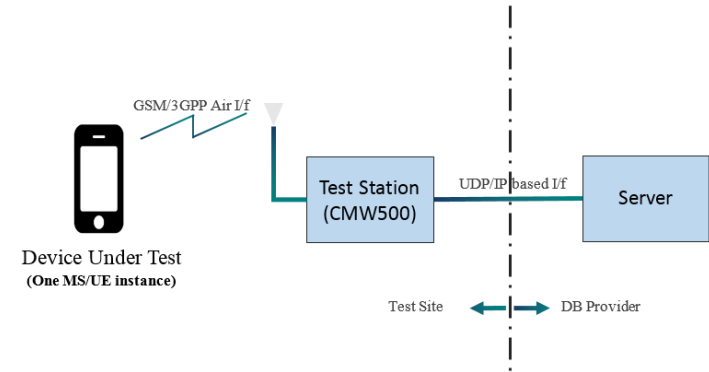 GSM/3GPP Air I/f
Test Station
(CMW500)
UDP/IP based I/f
Server
Device Under Test
(One MS/UE instance)
Test Site
DB Provider